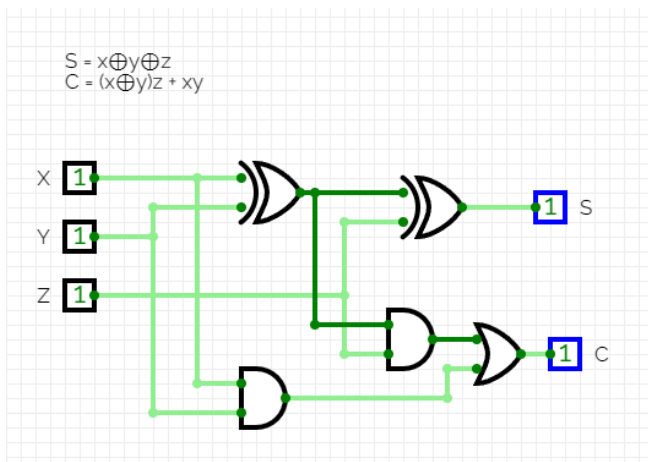 S = x⊕y⊕z
C = (x⊕y)z + xy
X 1
Y 1
1 S
Z 1
1 C